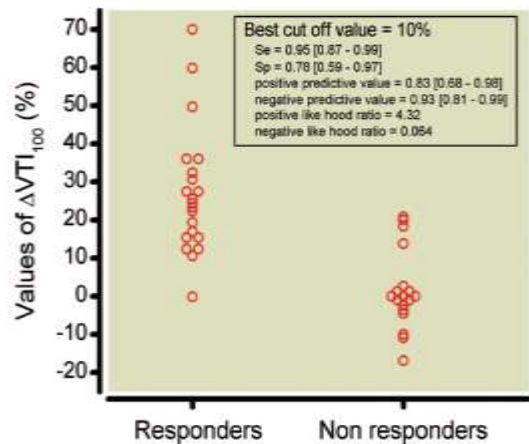 Values of ΔVTI100 (%)
70
60
50
40
30
20
10
0
-10
-20
Best cut off value = 10%
Se = 0.95 [0.87 - 0.99]
Sp = 0.78 [0.59 - 0.97]
positive predictive value = 0.83 [0.68 - 0.98]
negative predictive value = 0.93 [0.81 - 0.99]
positive like hood ratio = 4.32
negative like hood ratio = 0.064
Responders Non responders